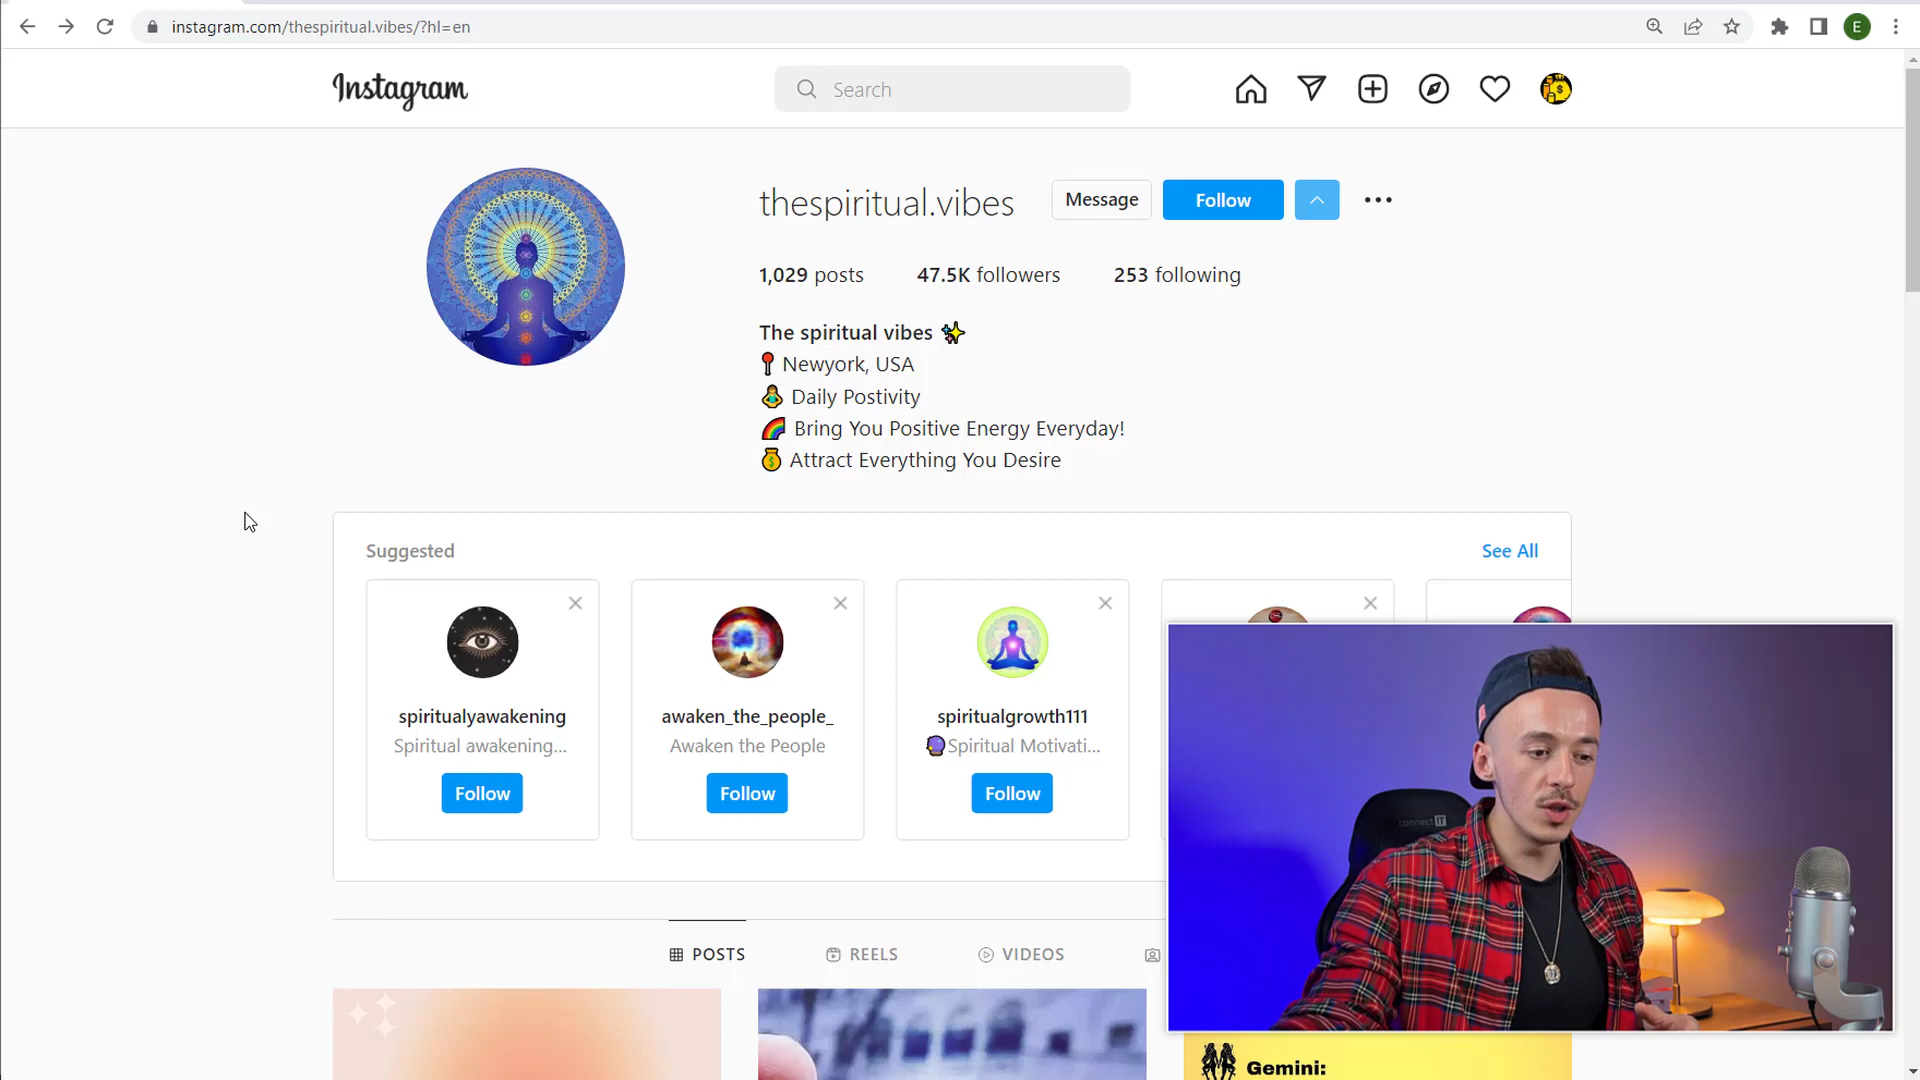 instagram.com/thespiritual.vibes/?hl=en
E
Instagram
Search
thespiritual.vibes
Message
Follow
1,029 posts
47.5K followers
253 following
The spiritual vibes
Newyork, USA
Daily Postivity
Bring You Positive Energy Everyday!
Attract Everything You Desire
Suggested
See All
spiritualyawakening
Spiritual awakening...
Follow
awaken_the_people_
Awaken the People
Follow
spiritualgrowth111
Spiritual Motivati...
Follow
connect IT
POSTS
REELS
VIDEOS
Gemini: